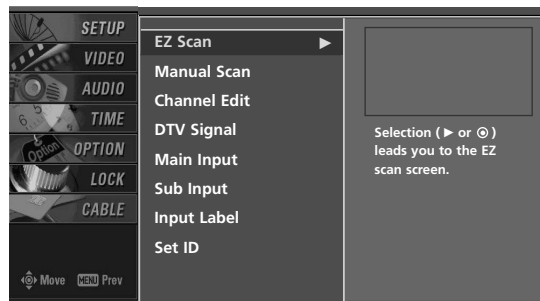 SETUP
VIDEO
AUDIO
TIME
OPTION
LOCK
CABLE
Move MENU Prev
EZ Scan ▶
Manual Scan
Channel Edit
DTV Signal
Main Input
Sub Input
Input Label
Set ID
Selection ( ▶ or ⊙ )
leads you to the EZ
scan screen.